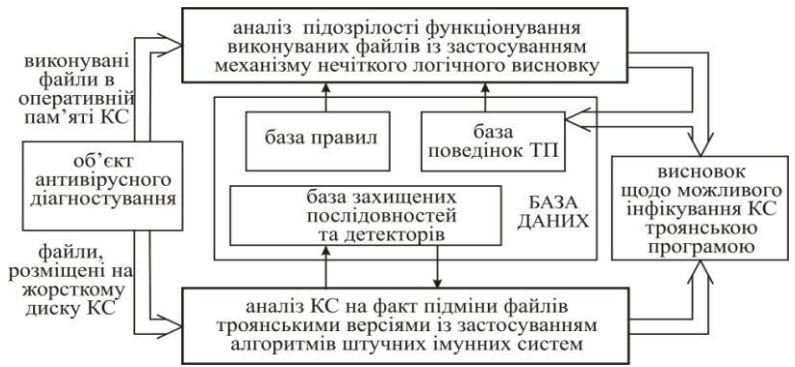 аналіз підозрілості функціонування
виконуваних файлів із застосуванням
механізму нечіткого логічного висновку
виконувані
файли в
оперативній
пам’яті КС
база правил
база
поведінок ТП
об’єкт
антивірусного
діагностування
база захищених
послідовностей
та детекторів
БАЗА
ДАНИХ
висновок
щодо можливого
інфікування КС
троянською
програмою
файли,
розміщені на
жорсткому
диску КС
аналіз КС на факт підміни файлів
троянськими версіями із застосуванням
алгоритмів штучних імунних систем